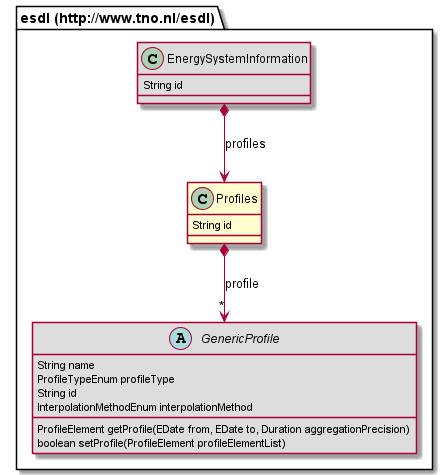 esdl (http://www.tno.nl/esdl)
C EnergySystemInformation
String id
profiles
C Profiles
String id
profile
*
A GenericProfile
String name
ProfileTypeEnum profileType
String id
InterpolationMethodEnum interpolationMethod
ProfileElement getProfile(EDate from, EDate to, Duration aggregationPrecision)
boolean setProfile(ProfileElement profileElementList)